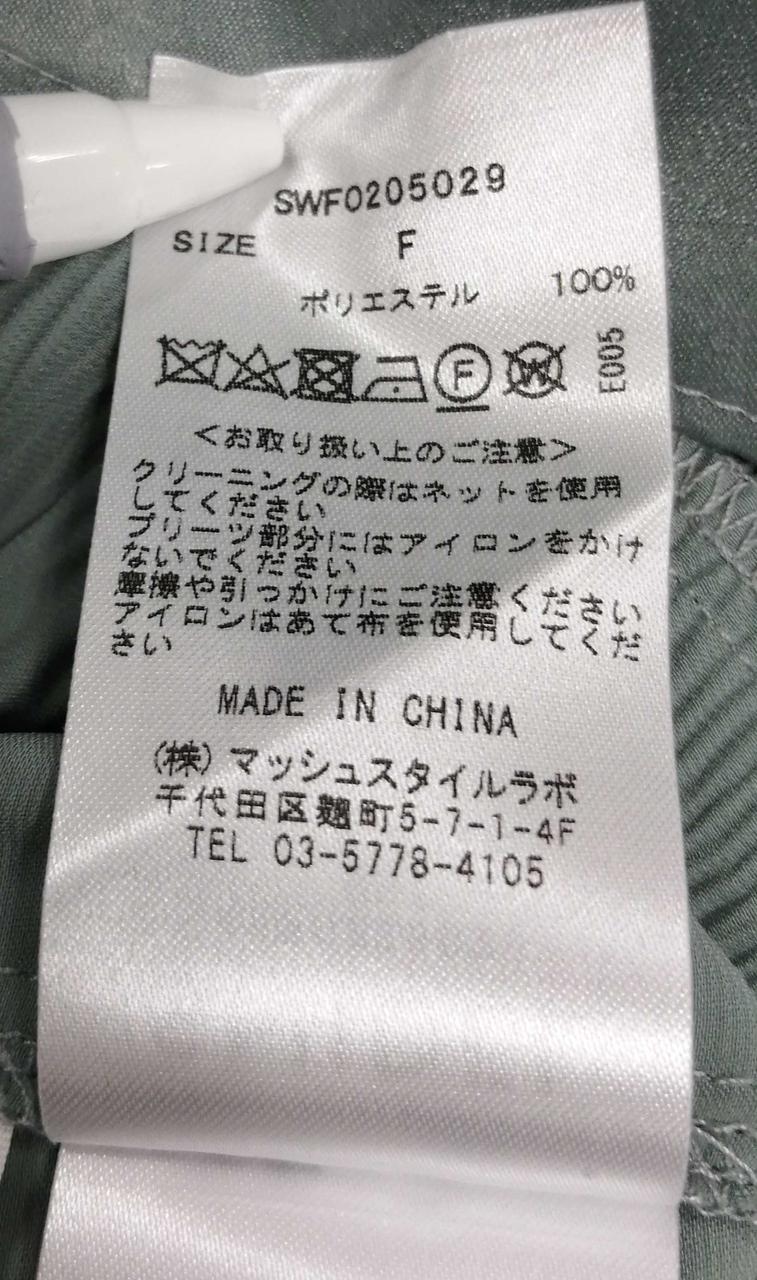 SWF0205029
SIZE F
ポリエステル 100%
F W E005
<お取り扱い上のご注意>
クリーニングの際はネットを使用
してください
プリーツ部分にはアイロンをかけ
ないでください
摩擦や引っかけにご注意ください
アイロンはあて布を使用してくだ
さい
MADE IN CHINA
(株)マッシュスタイルラボ
千代田区麹町5-7-1-4F
TEL 03-5778-4105